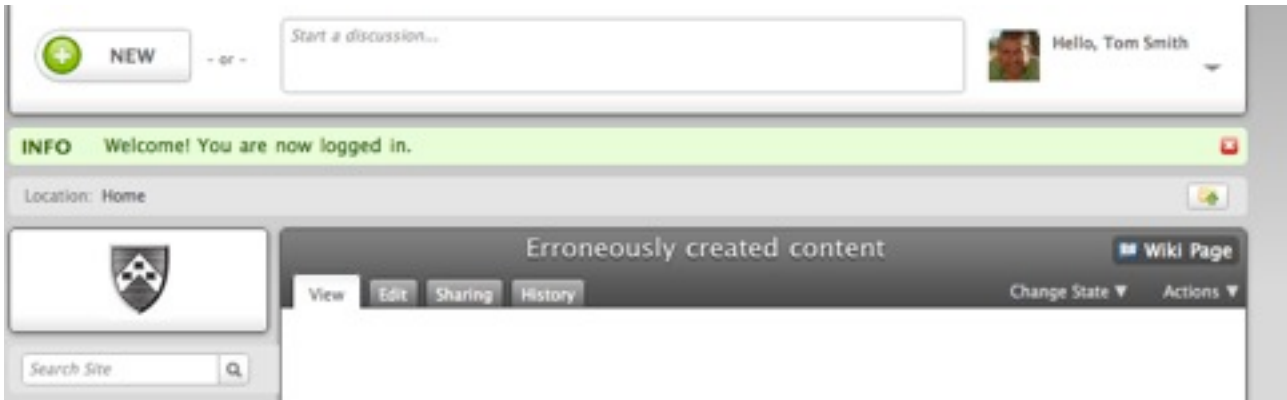 NEW
- or -
Start a discussion...
Hello, Tom Smith
INFO Welcome! You are now logged in.
Location: Home
Erroneously created content
Wiki Page
View Edit Sharing History
Change State ▼ Actions ▼
Search Site